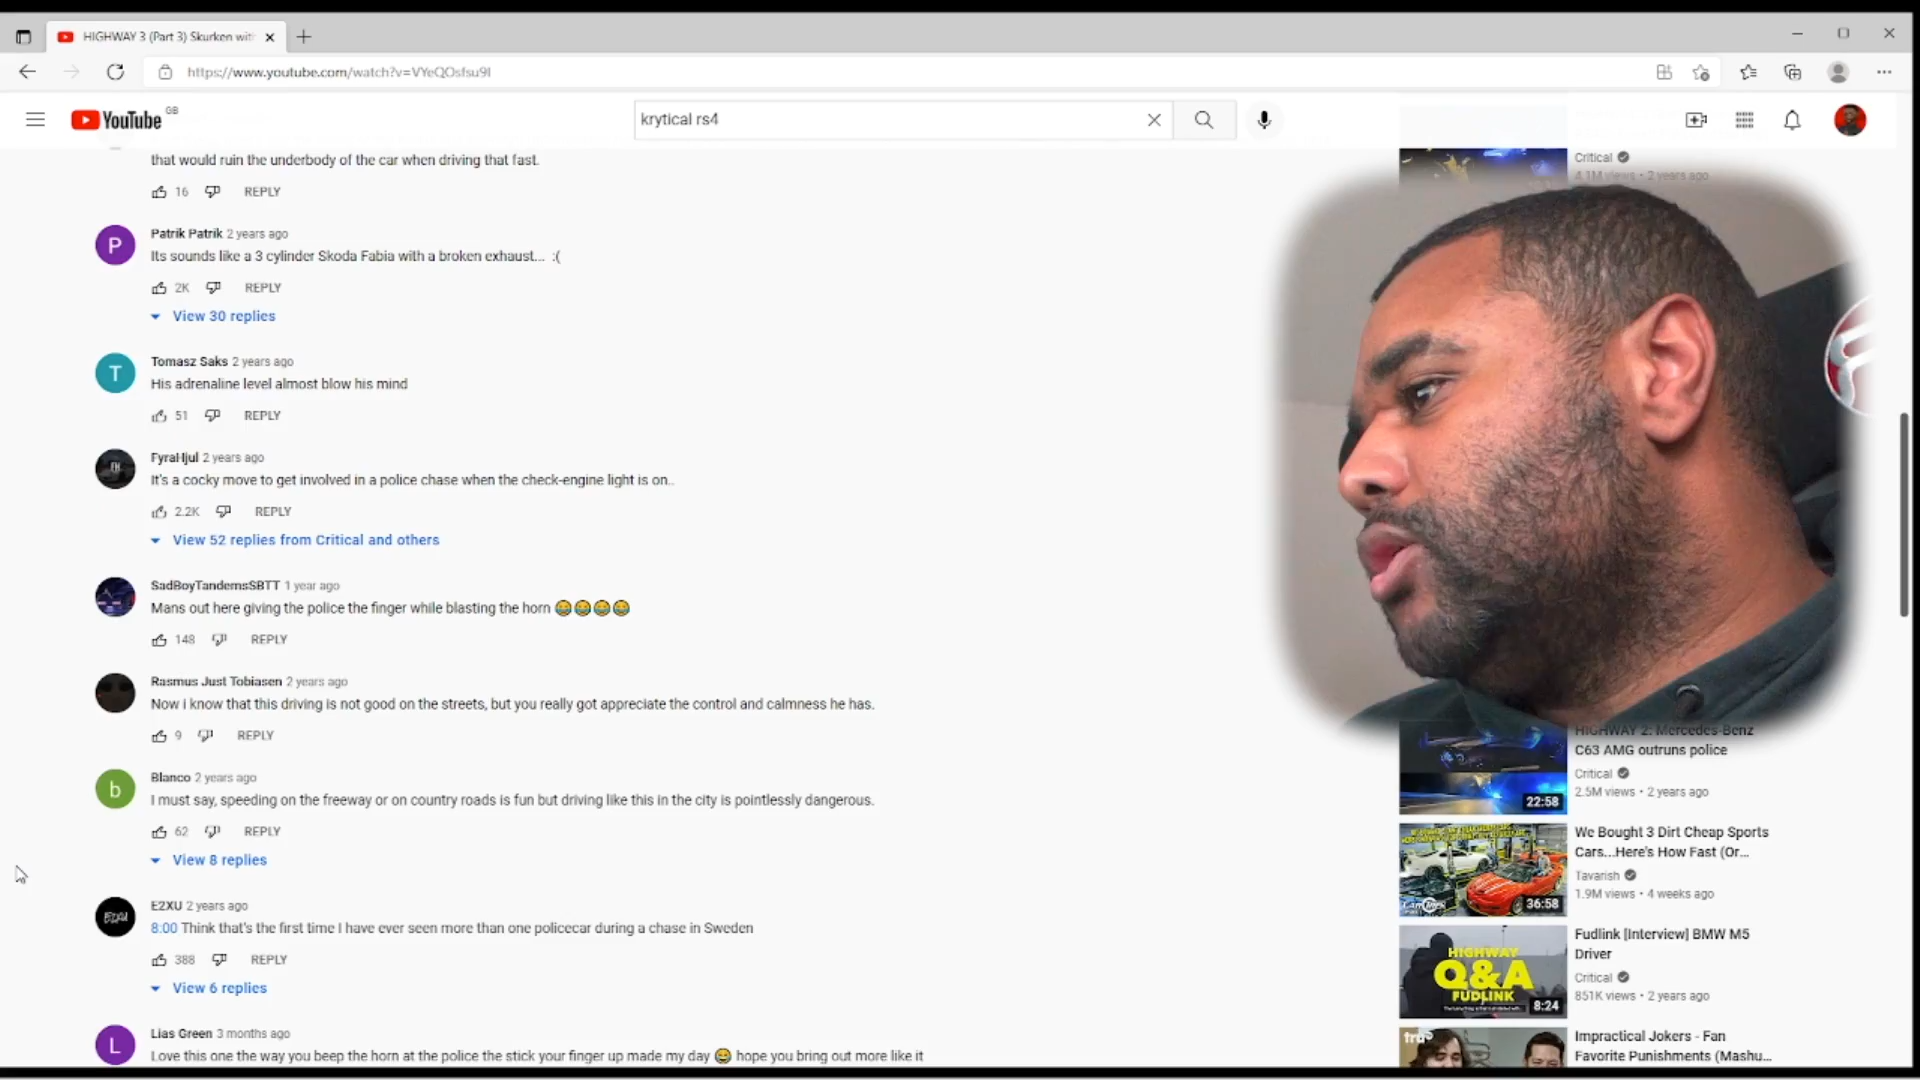 HIGHWAY 3 (Part 3) Skurken wit
https://www.youtube.com/watch?v=VYeQOsfsu9I
YouTube GB
krytical rs4
that would ruin the underbody of the car when driving that fast.
16 REPLY
P
Patrik Patrik 2 years ago
Its sounds like a 3 cylinder Skoda Fabia with a broken exhaust... :(
2K REPLY
View 30 replies
T
Tomasz Saks 2 years ago
His adrenaline level almost blow his mind
51 REPLY
FH
FyraHjul 2 years ago
It's a cocky move to get involved in a police chase when the check-engine light is on..
2.2K REPLY
View 52 replies from Critical and others
SadBoyTandemsSBTT 1 year ago
Mans out here giving the police the finger while blasting the horn 😂😂😂😂
148 REPLY
Rasmus Just Tobiasen 2 years ago
Now i know that this driving is not good on the streets, but you really got appreciate the control and calmness he has.
9 REPLY
b
Blanco 2 years ago
I must say, speeding on the freeway or on country roads is fun but driving like this in the city is pointlessly dangerous.
62 REPLY
View 8 replies
E2XU
E2XU 2 years ago
8:00 Think that's the first time I have ever seen more than one policecar during a chase in Sweden
388 REPLY
View 6 replies
L
Lias Green 3 months ago
Love this one the way you beep the horn at the police the stick your finger up made my day 😂 hope you bring out more like it
Critical
4.1M views • 2 years ago
HIGHWAY 2: Mercedes-Benz
C63 AMG outruns police
Critical
2.5M views • 2 years ago
22:58
We Bought 3 Dirt Cheap Sports
Cars...Here's How Fast (Or...
Tavarish
1.9M views • 4 weeks ago
36:58
Fudlink [Interview] BMW M5
Driver
Critical
851K views • 2 years ago
HIGHWAY
Q&A
FUDLINK
8:24
Impractical Jokers - Fan
Favorite Punishments (Mashu...
tru